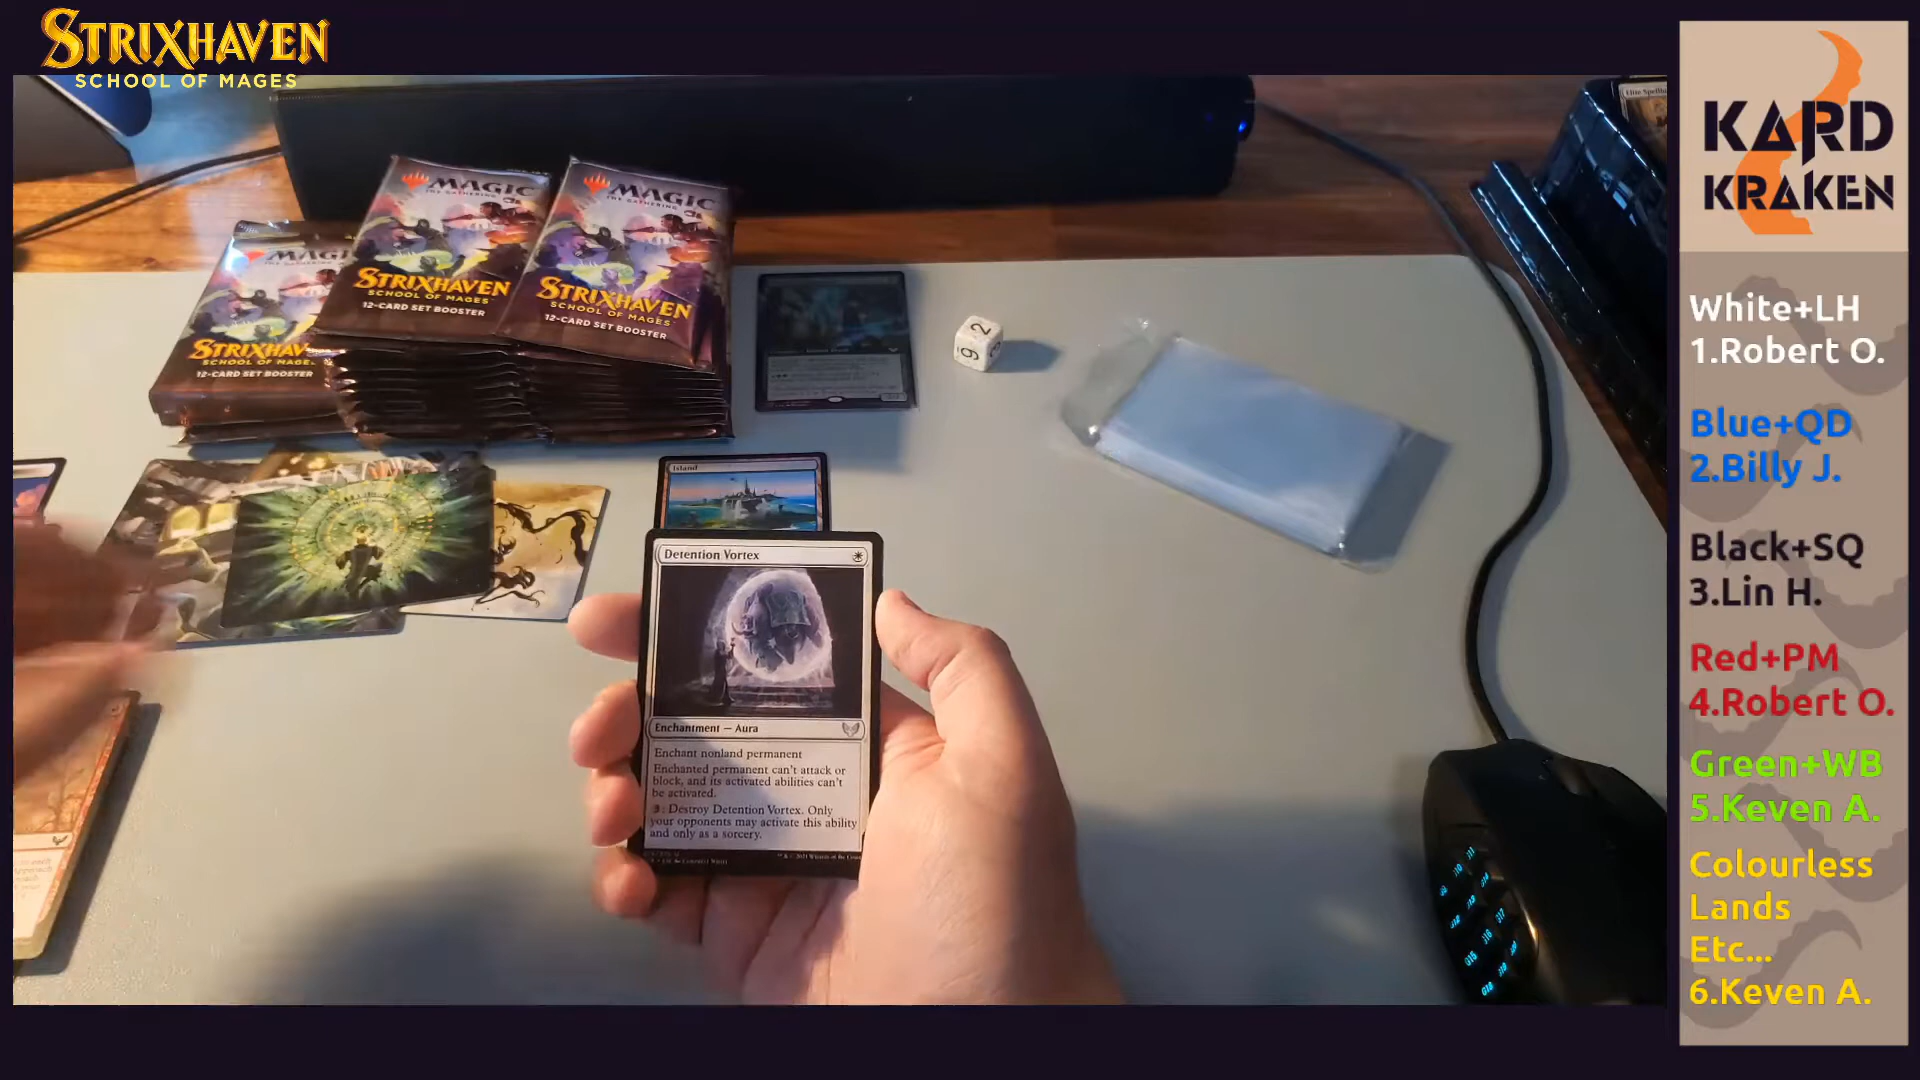 STRIXHAVEN
SCHOOL OF MAGES
MAGIC
THE GATHERING
STRIXHAVEN
SCHOOL OF MAGES
12-CARD SET BOOSTER
MAGIC
THE GATHERING
STRIXHAVEN
SCHOOL OF MAGES
12-CARD SET BOOSTER
STRIXHAVEN
SCHOOL OF MAGES
12-CARD SET BOOSTER
2
9
Island
Detention Vortex
Enchantment — Aura
Enchant nonland permanent
Enchanted permanent can't attack or
block, and its activated abilities can't
be activated.
3: Destroy Detention Vortex. Only
your opponents may activate this ability
and only as a sorcery.
KARD
KRAKEN
White+LH
1.Robert O.
Blue+QD
2.Billy J.
Black+SQ
3.Lin H.
Red+PM
4.Robert O.
Green+WB
5.Keven A.
Colourless
Lands
Etc...
6.Keven A.